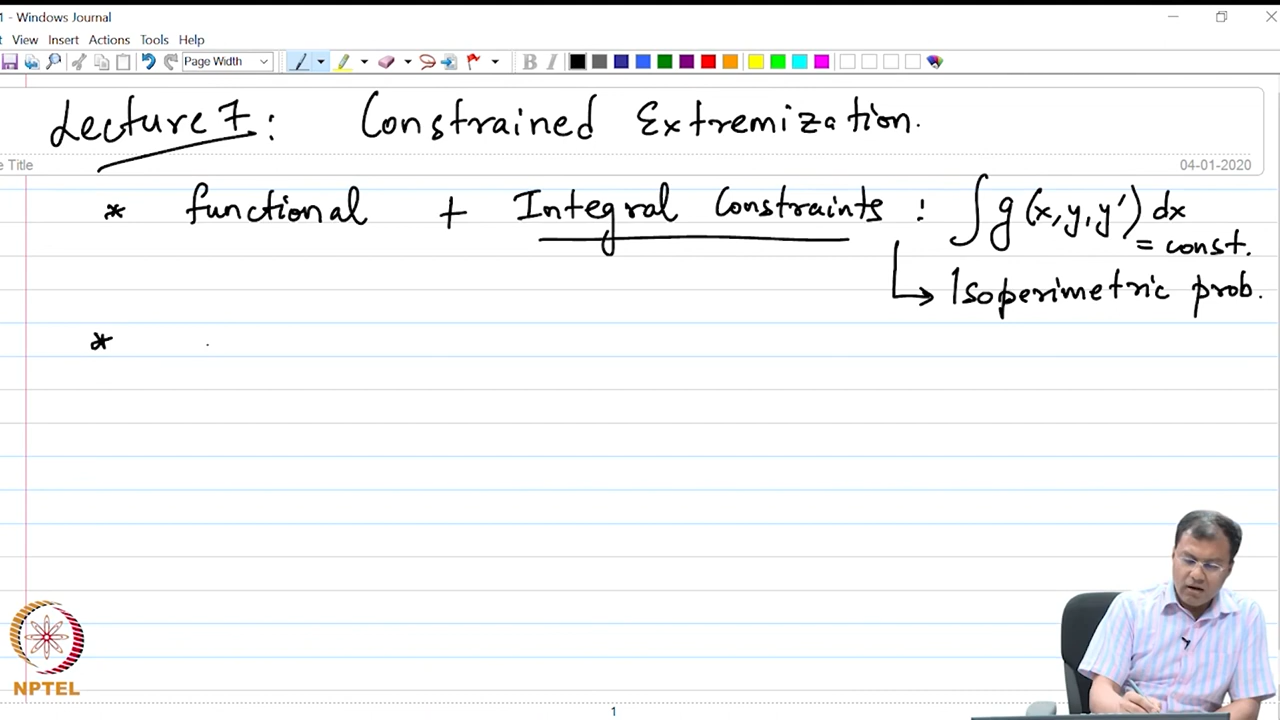 1 - Windows Journal
t View Insert Actions Tools Help
Page Width
B I
Lecture 7: Constrained Extremization.
e Title
04-01-2020
* functional + Integral Constraints : ∫ g(x, y, y') dx
= const.
↳ Isoperimetric prob.
*
NPTEL
1